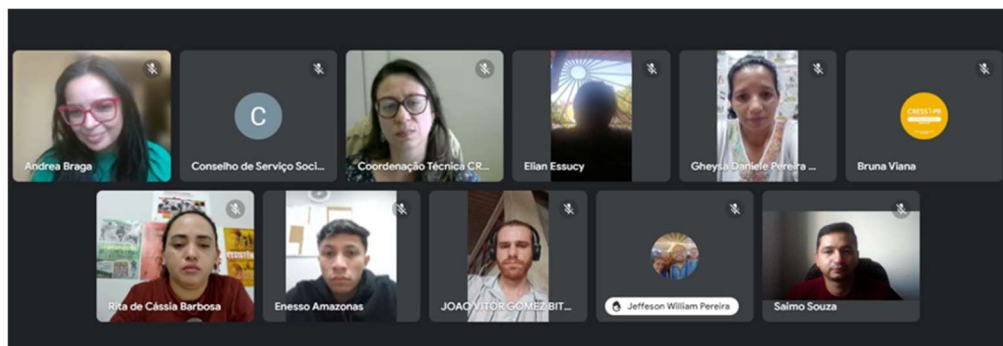 Andrea Braga
C
Conselho de Serviço Soci...
Coordenação Técnica CR...
Elian Essucy
Gheysa Daniele Pereira ...
CRESS PR
Bruna Viana
Rita de Cássia Barbosa
Enesso Amazonas
JOAO VITOR GOMEZ BIT...
Jeffeson William Pereira
Saimo Souza